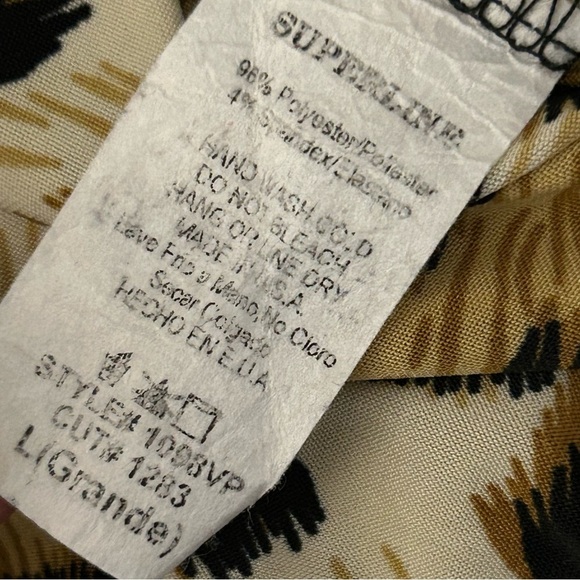 SUPERLINE
96% Polyester/Poliester
4% Spandex/Elastano
HAND WASH COLD
DO NOT BLEACH
HANG OR LINE DRY
MADE IN U.S.A.
Lave Frio a Mano, No Cloro
Secar Colgado
HECHO EN E.U.A
STYLE# 1098VP
CUT# 1283
L(Grande)